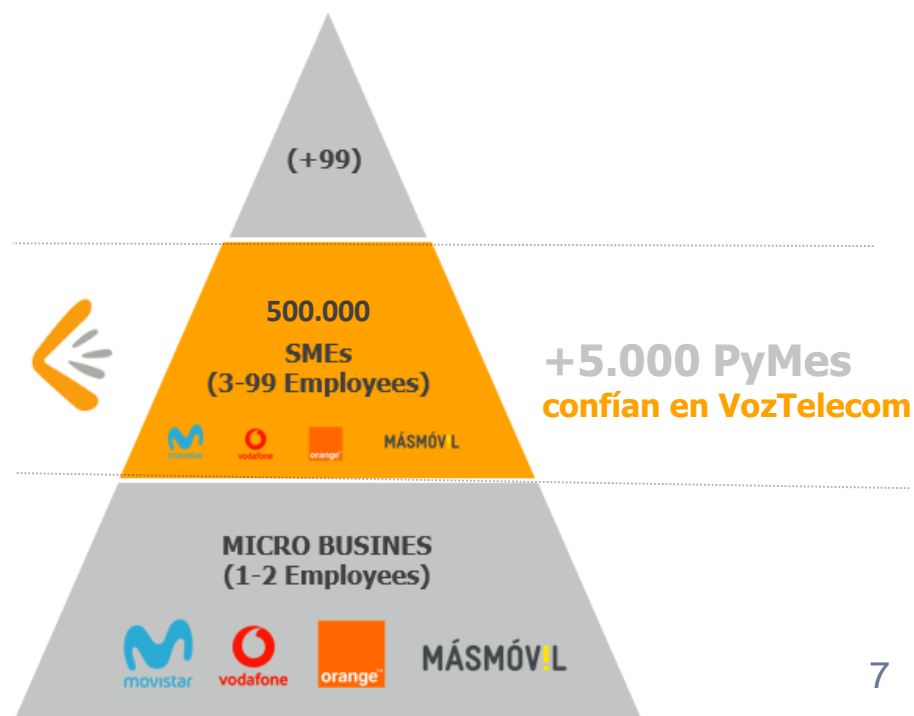 (+99)
500.000
SMEs
(3-99 Employees)
movistar
vodafone
orange
MÁSMÓV L
+5.000 PyMes
confían en VozTelecom
MICRO BUSINES
(1-2 Employees)
movistar
vodafone
orange™
MÁSMÓV!L
7